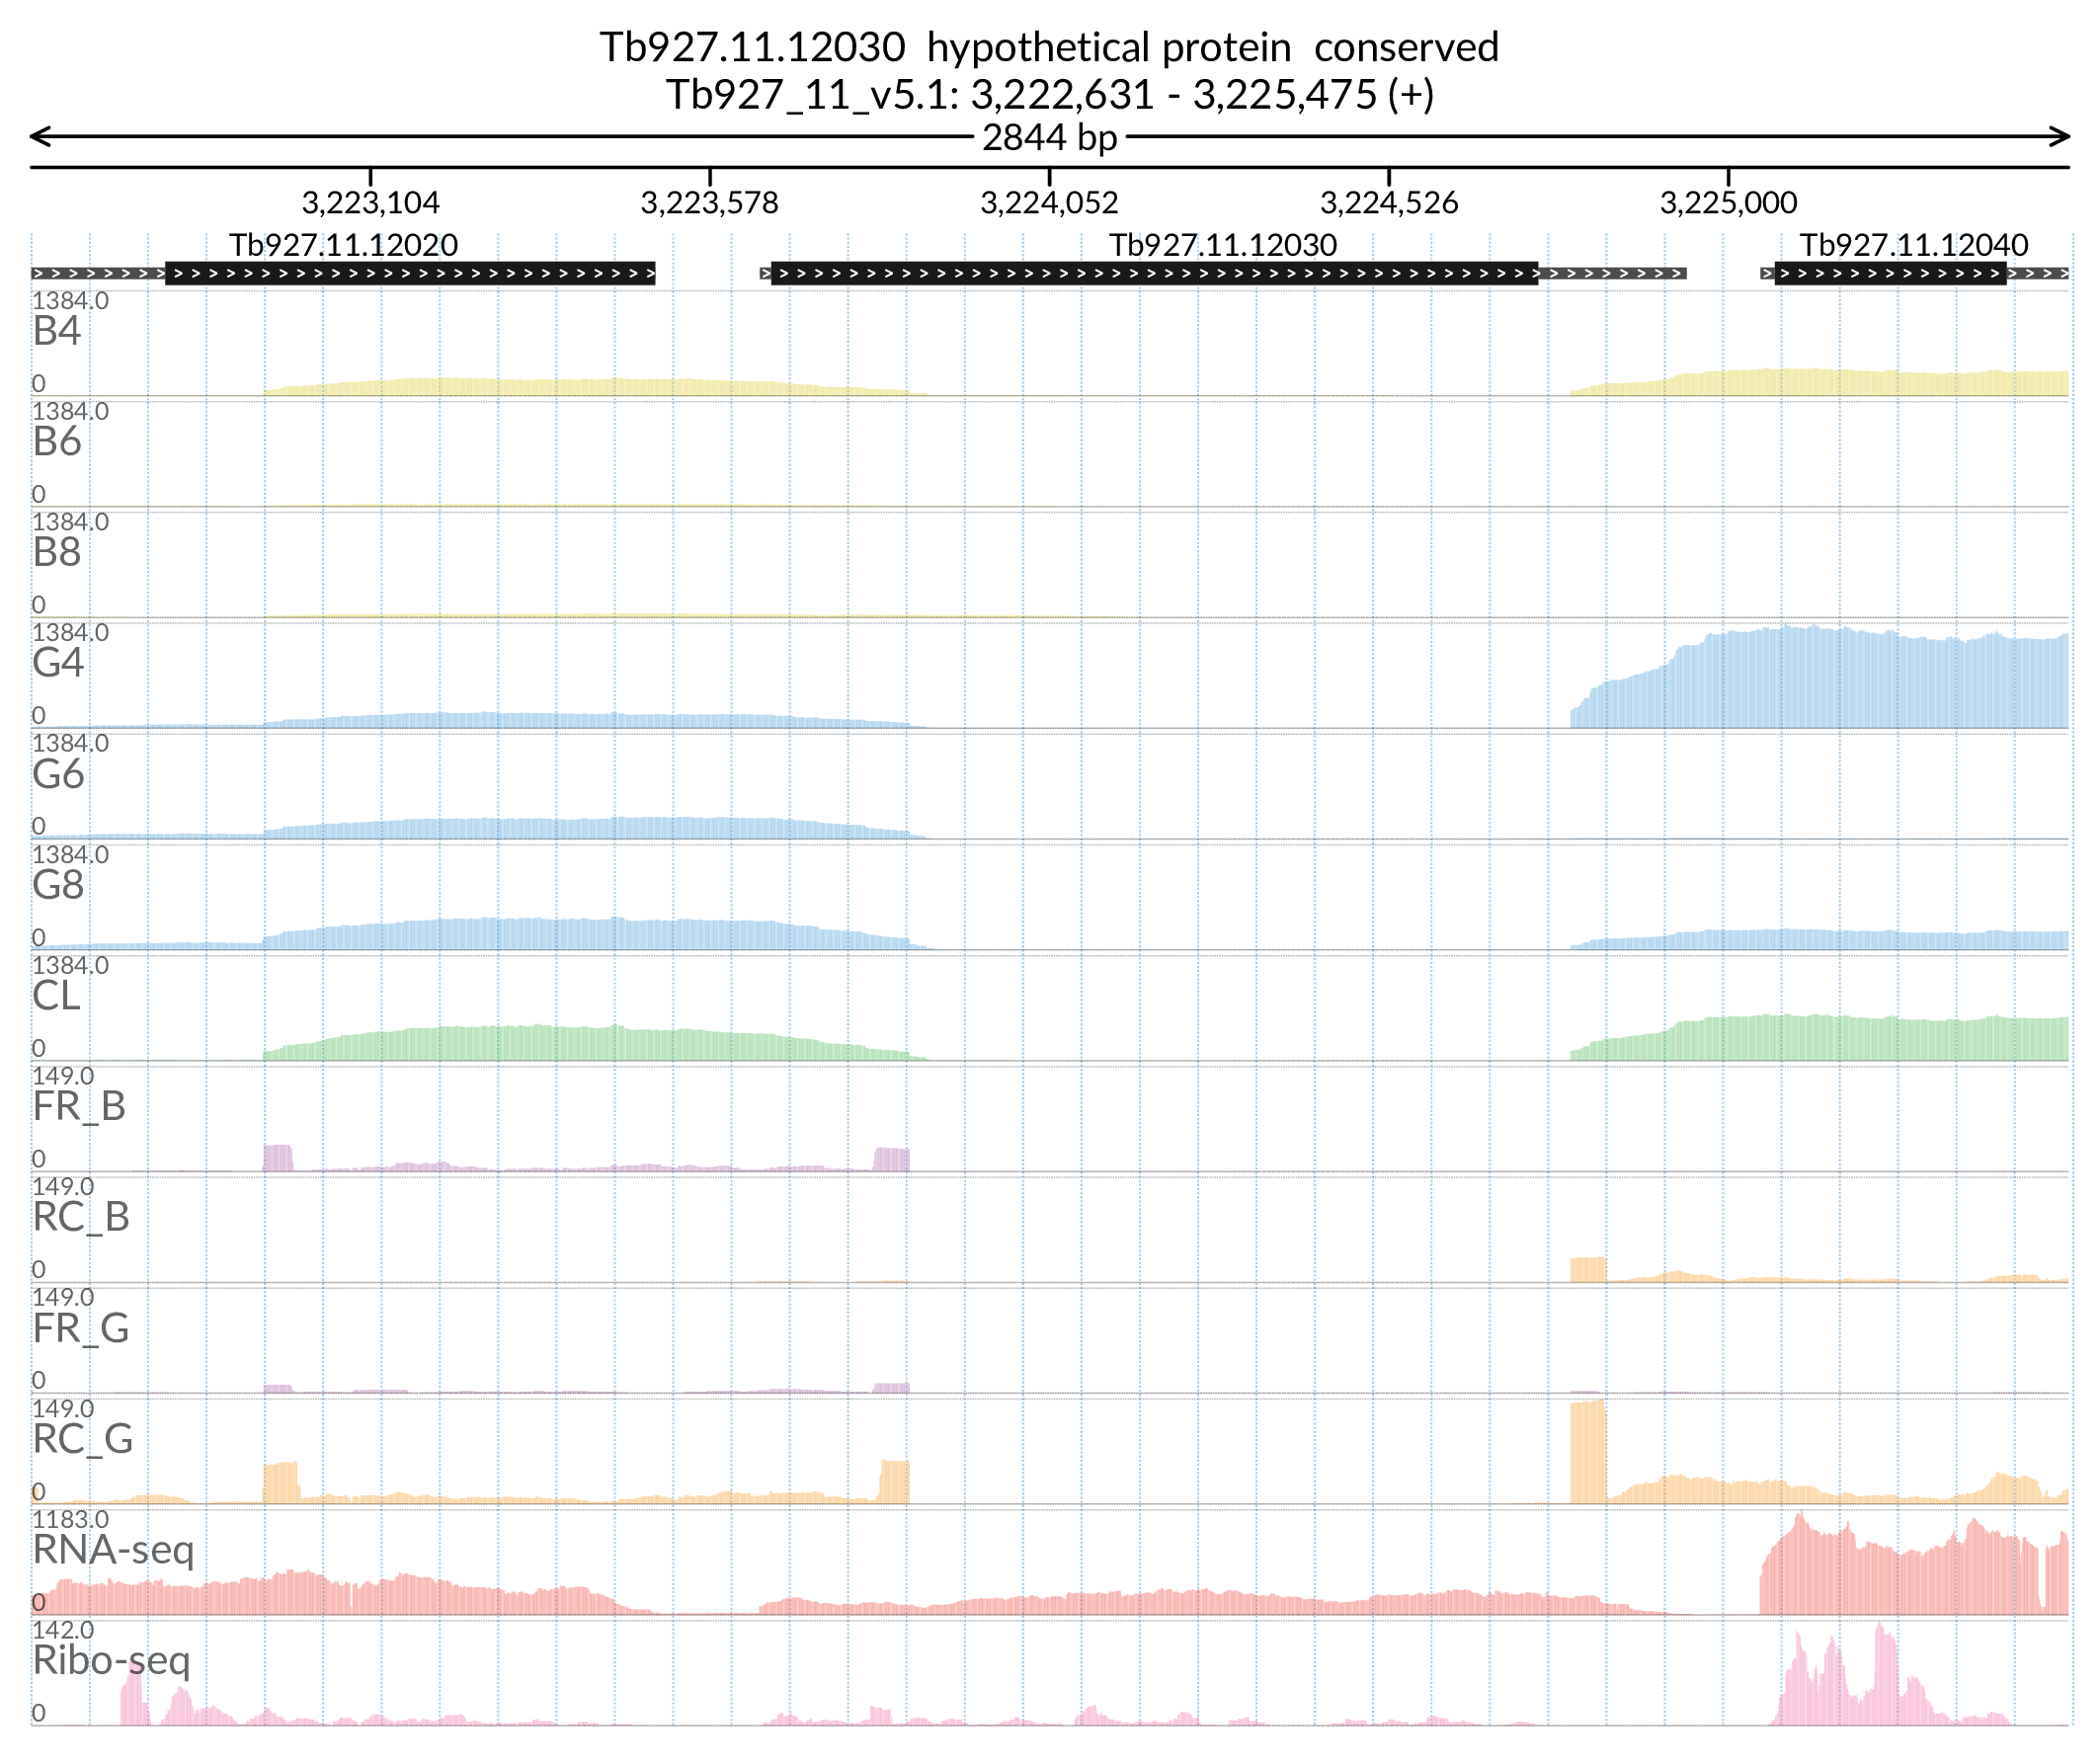 Tb927.11.12030 hypothetical protein conserved
Tb927_11_v5.1: 3,222,631 - 3,225,475 (+)
2844 bp
3,223,104 3,223,578 3,224,052 3,224,526 3,225,000
Tb927.11.12020 Tb927.11.12030 Tb927.11.12040
1384.0
B4
0
1384.0
B6
0
1384.0
B8
0
1384.0
G4
0
1384.0
G6
0
1384.0
G8
0
1384.0
CL
0
149.0
FR_B
0
149.0
RC_B
0
149.0
FR_G
0
149.0
RC_G
0
1183.0
RNA-seq
0
142.0
Ribo-seq
0